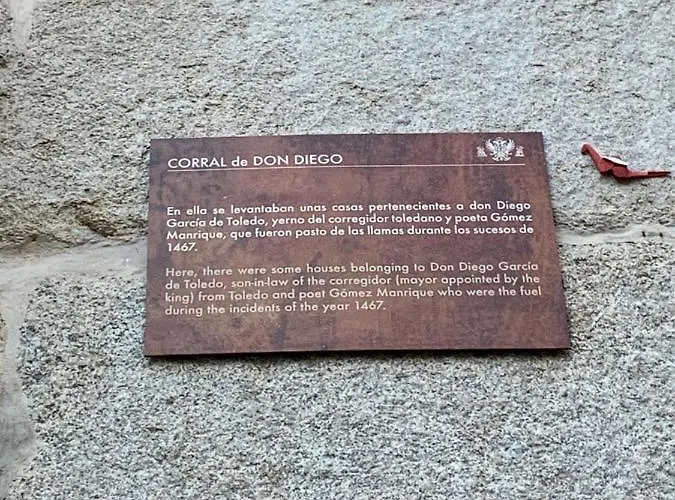 CORRAL de DON DIEGO
En ella se levantaban unas casas pertenecientes a don Diego
García de Toledo, yerno del corregidor toledano y poeta Gómez
Manrique, que fueron pasto de las llamas durante los sucesos de
1467.
Here, there were some houses belonging to Don Diego García
de Toledo, son-in-law of the corregidor (mayor appointed by the
king) from Toledo and poet Gómez Manrique who were the fuel
during the incidents of the year 1467.